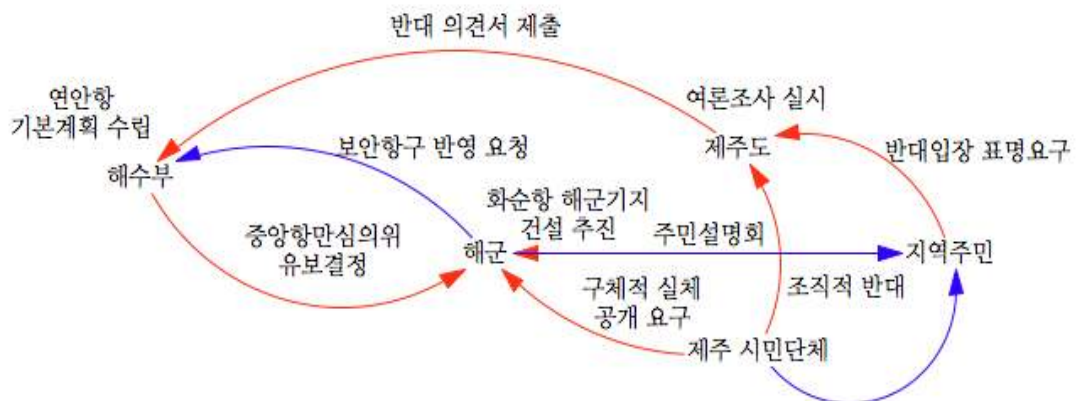 반대 의견서 제출
연안항
기본계획 수립
여론조사 실시
보안항구 반영 요청
제주도
반대입장 표명요구
해수부
화순항 해군기지
건설 추진
중앙항만심의위
유보결정
해군
주민설명회
지역주민
구체적 실체
공개 요구
조직적 반대
제주 시민단체